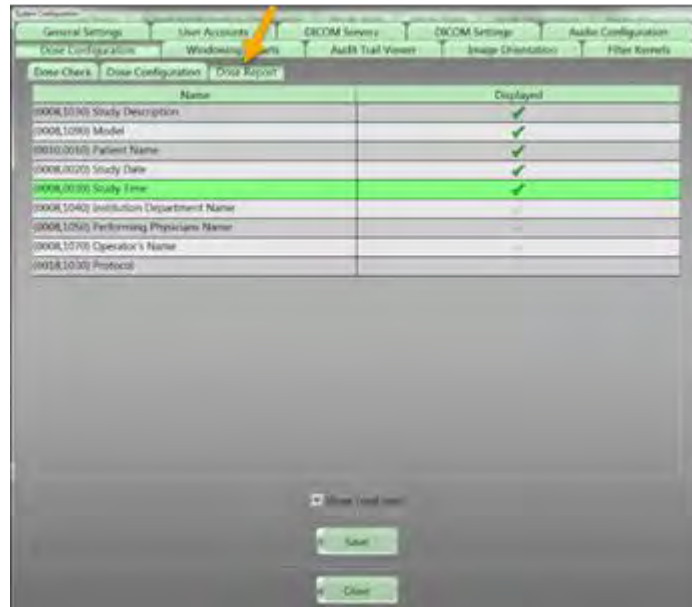 System Configuration
General Settings User Accounts DICOM Servers DICOM Settings Audio Configuration
Dose Configuration Windowing Audit Trail Viewer Image Orientation Filter Kernels
Dose Check Dose Configuration Dose Report
Name Displayed
(0008,1030) Study Description
(0008,1090) Model
(0010,0010) Patient Name
(0008,0020) Study Date
(0008,0030) Study Time
(0008,1040) Institution Department Name
(0008,1050) Performing Physicians Name
(0008,1070) Operator's Name
(0018,1030) Protocol
Save
Close